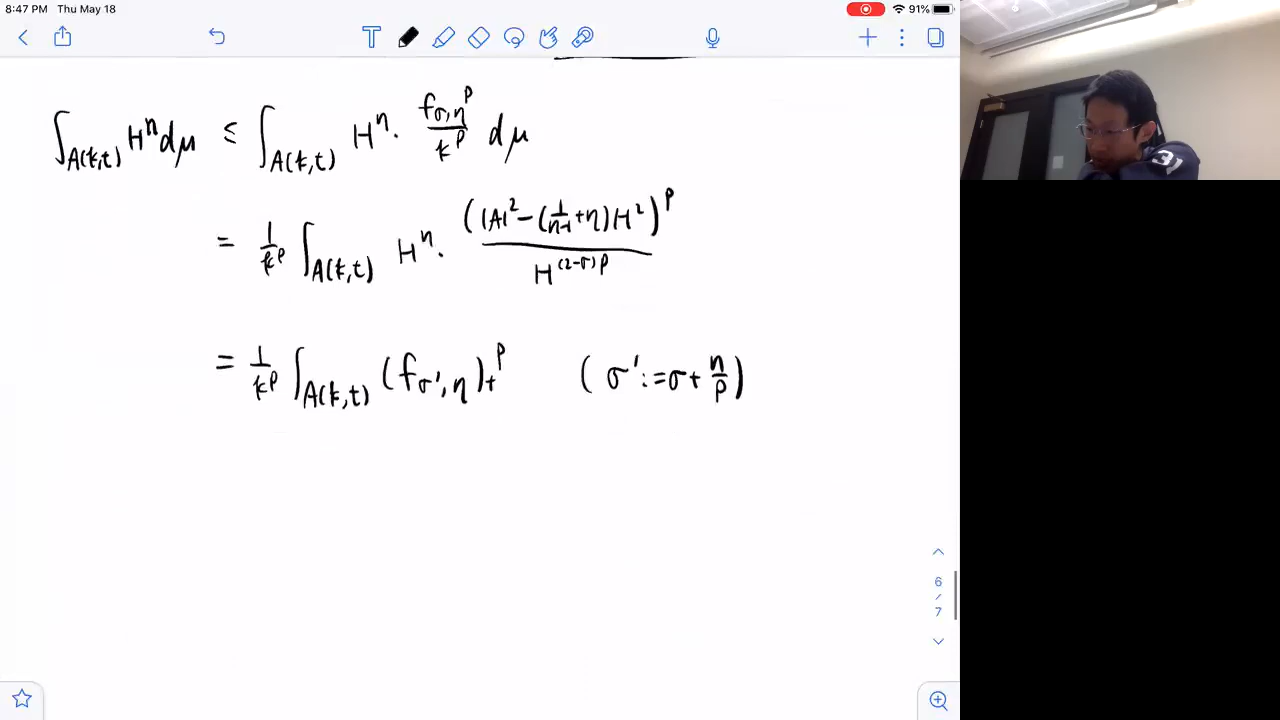 8:47 PM Thu May 18 91%
∫_{A(k,t)} H^n dμ ≤ ∫_{A(k,t)} H^n · f_{σ,η}^p / k^p dμ
= 1/k^p ∫_{A(k,t)} H^n · (|A|^2 - (1/(n-1) + η) H^2)^p / H^{(2-σ)p}
= 1/k^p ∫_{A(k,t)} (f_{σ',η})_+^p (σ' := σ + n/p)
6 / 7
31